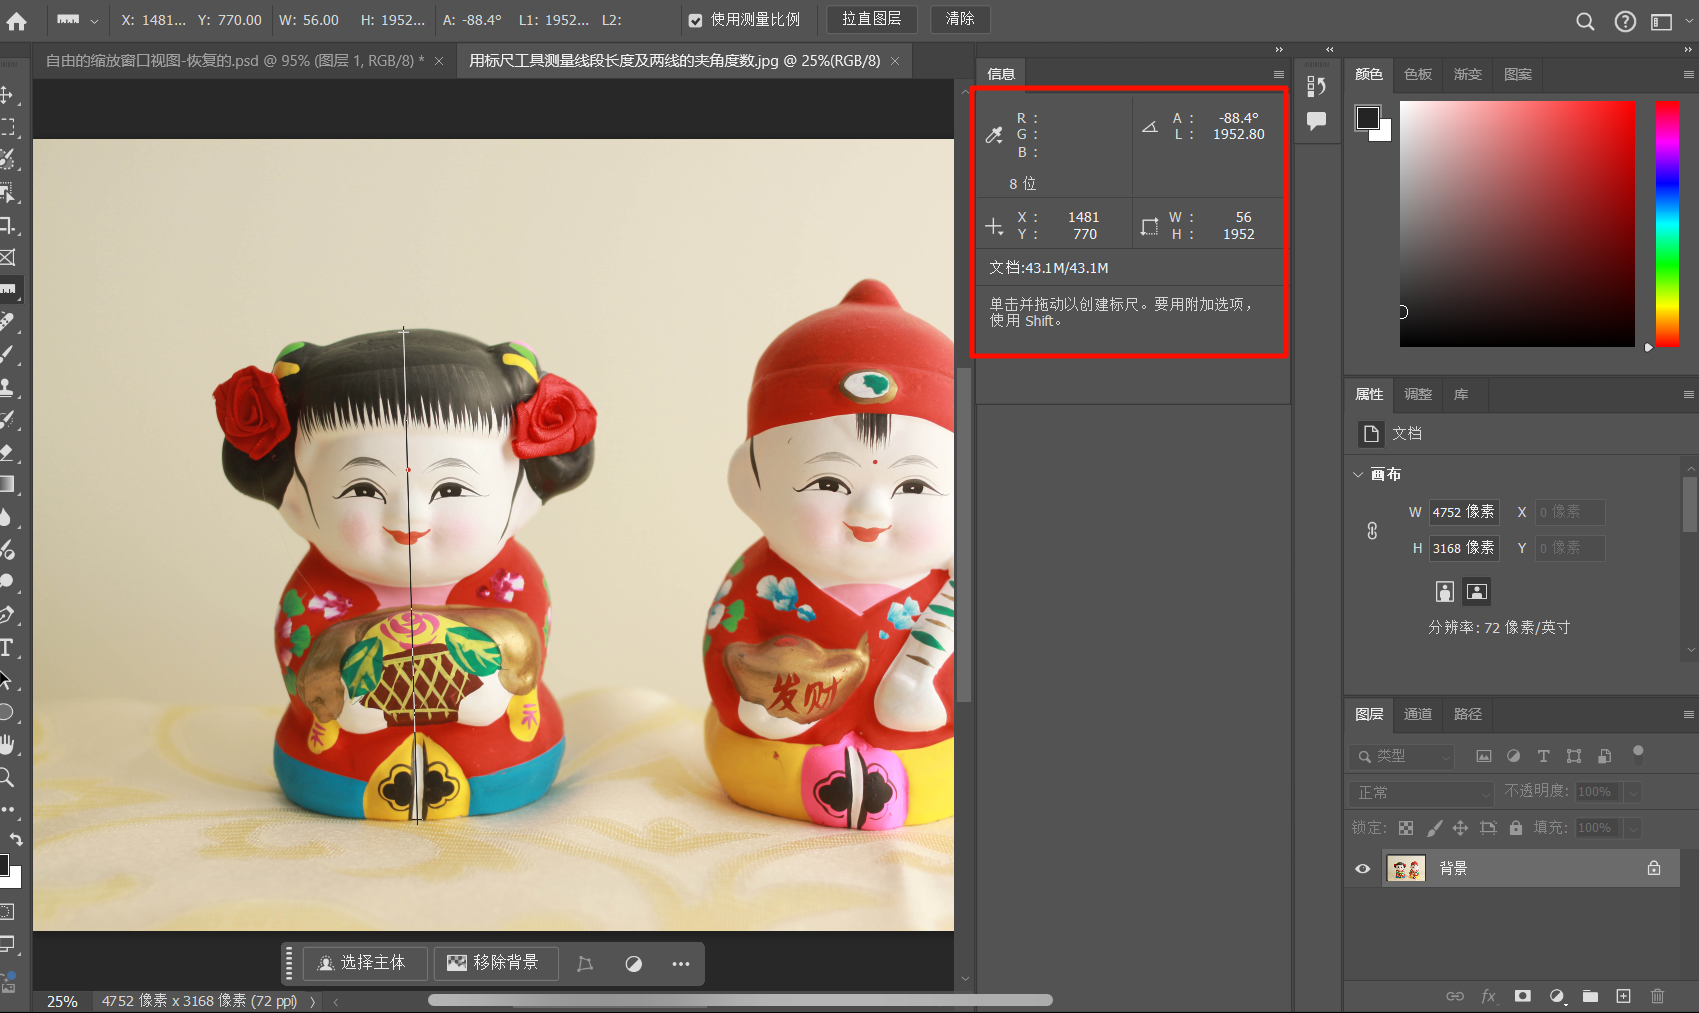 X: 1481... Y: 770.00 W: 56.00 H: 1952... A: -88.4° L1: 1952... L2: 使用测量比例 拉直图层 清除
自由的缩放窗口视图-恢复的.psd @ 95% (图层 1, RGB/8) * × 用标尺工具测量线段长度及两线的夹角度数.jpg @ 25%(RGB/8) ×
信息
R :
G :
B :
8 位
A : -88.4°
L : 1952.80
X : 1481
Y : 770
W : 56
H : 1952
文档:43.1M/43.1M
单击并拖动以创建标尺。要用附加选项，
使用 Shift。
颜色 色板 渐变 图案
属性 调整 库
文档
画布
W 4752 像素 X 0 像素
H 3168 像素 Y 0 像素
分辨率: 72 像素/英寸
图层 通道 路径
类型
正常 不透明度: 100%
锁定: 填充: 100%
背景
fx
发财
选择主体 移除背景
25% 4752 像素 x 3168 像素 (72 ppi)